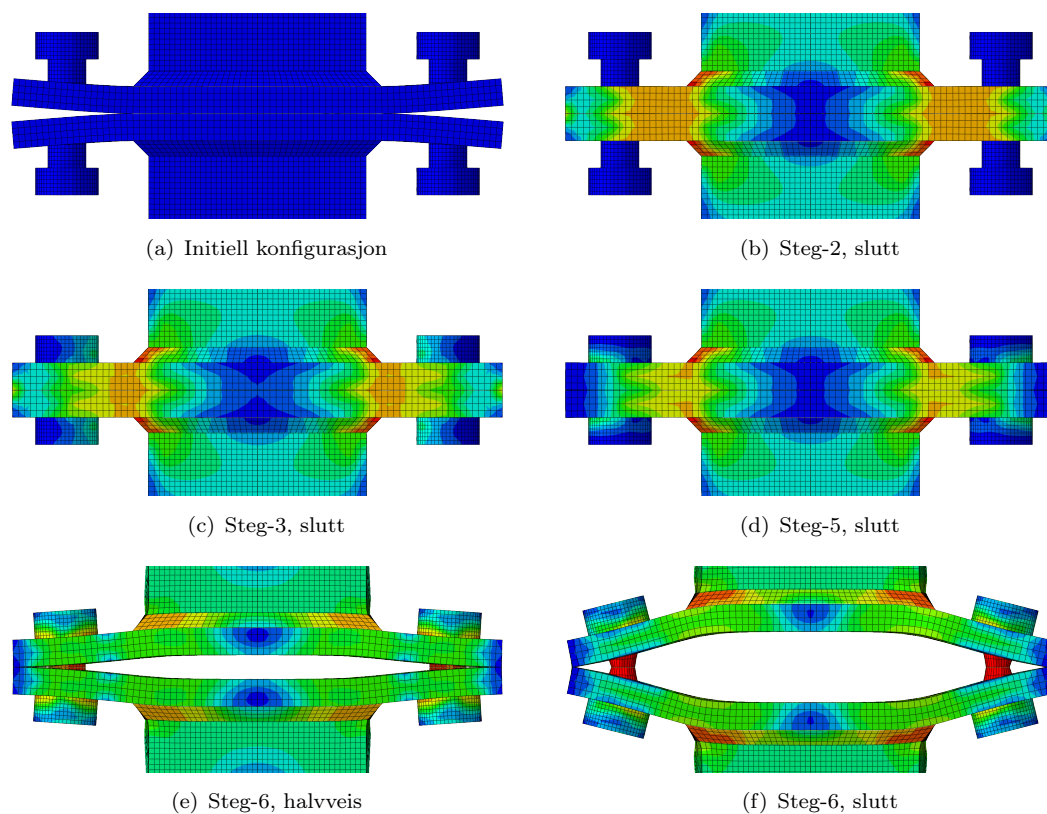 (a) Initiell konfigurasjon
(b) Steg-2, slutt
(c) Steg-3, slutt
(d) Steg-5, slutt
(e) Steg-6, halvveis
(f) Steg-6, slutt